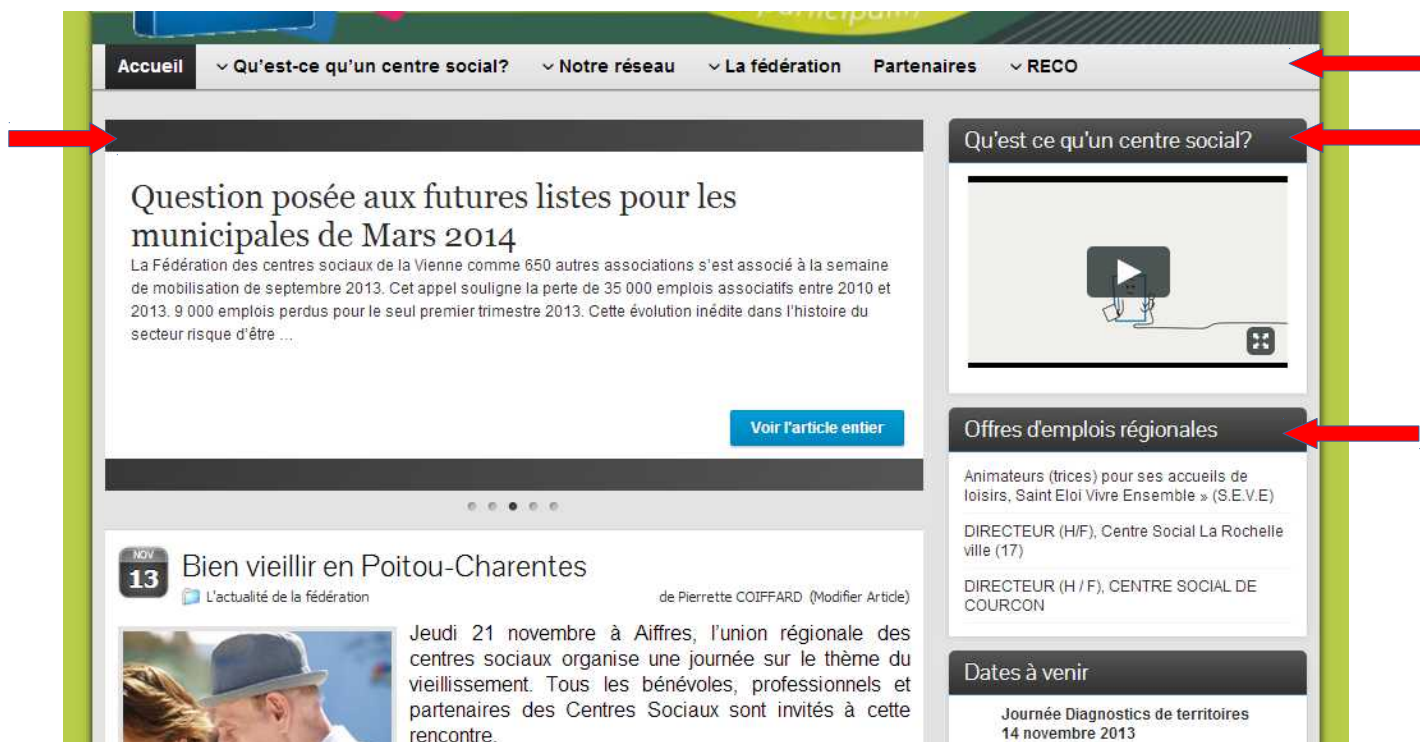 Participatif
Accueil Qu'est-ce qu'un centre social? Notre réseau La fédération Partenaires RECO
Question posée aux futures listes pour les
municipales de Mars 2014
La Fédération des centres sociaux de la Vienne comme 650 autres associations s'est associé à la semaine
de mobilisation de septembre 2013. Cet appel souligne la perte de 35 000 emplois associatifs entre 2010 et
2013. 9 000 emplois perdus pour le seul premier trimestre 2013. Cette évolution inédite dans l'histoire du
secteur risque d'être ...
Voir l'article entier
NOV
13
Bien vieillir en Poitou-Charentes
L'actualité de la fédération de Pierrette COIFFARD (Modifier Article)
Jeudi 21 novembre à Aiffres, l'union régionale des
centres sociaux organise une journée sur le thème du
vieillissement. Tous les bénévoles, professionnels et
partenaires des Centres Sociaux sont invités à cette
rencontre.
Qu'est ce qu'un centre social?
Offres d'emplois régionales
Animateurs (trices) pour ses accueils de
loisirs, Saint Eloi Vivre Ensemble » (S.E.V.E)
DIRECTEUR (H/F), Centre Social La Rochelle
ville (17)
DIRECTEUR (H / F), CENTRE SOCIAL DE
COURCON
Dates à venir
Journée Diagnostics de territoires
14 novembre 2013